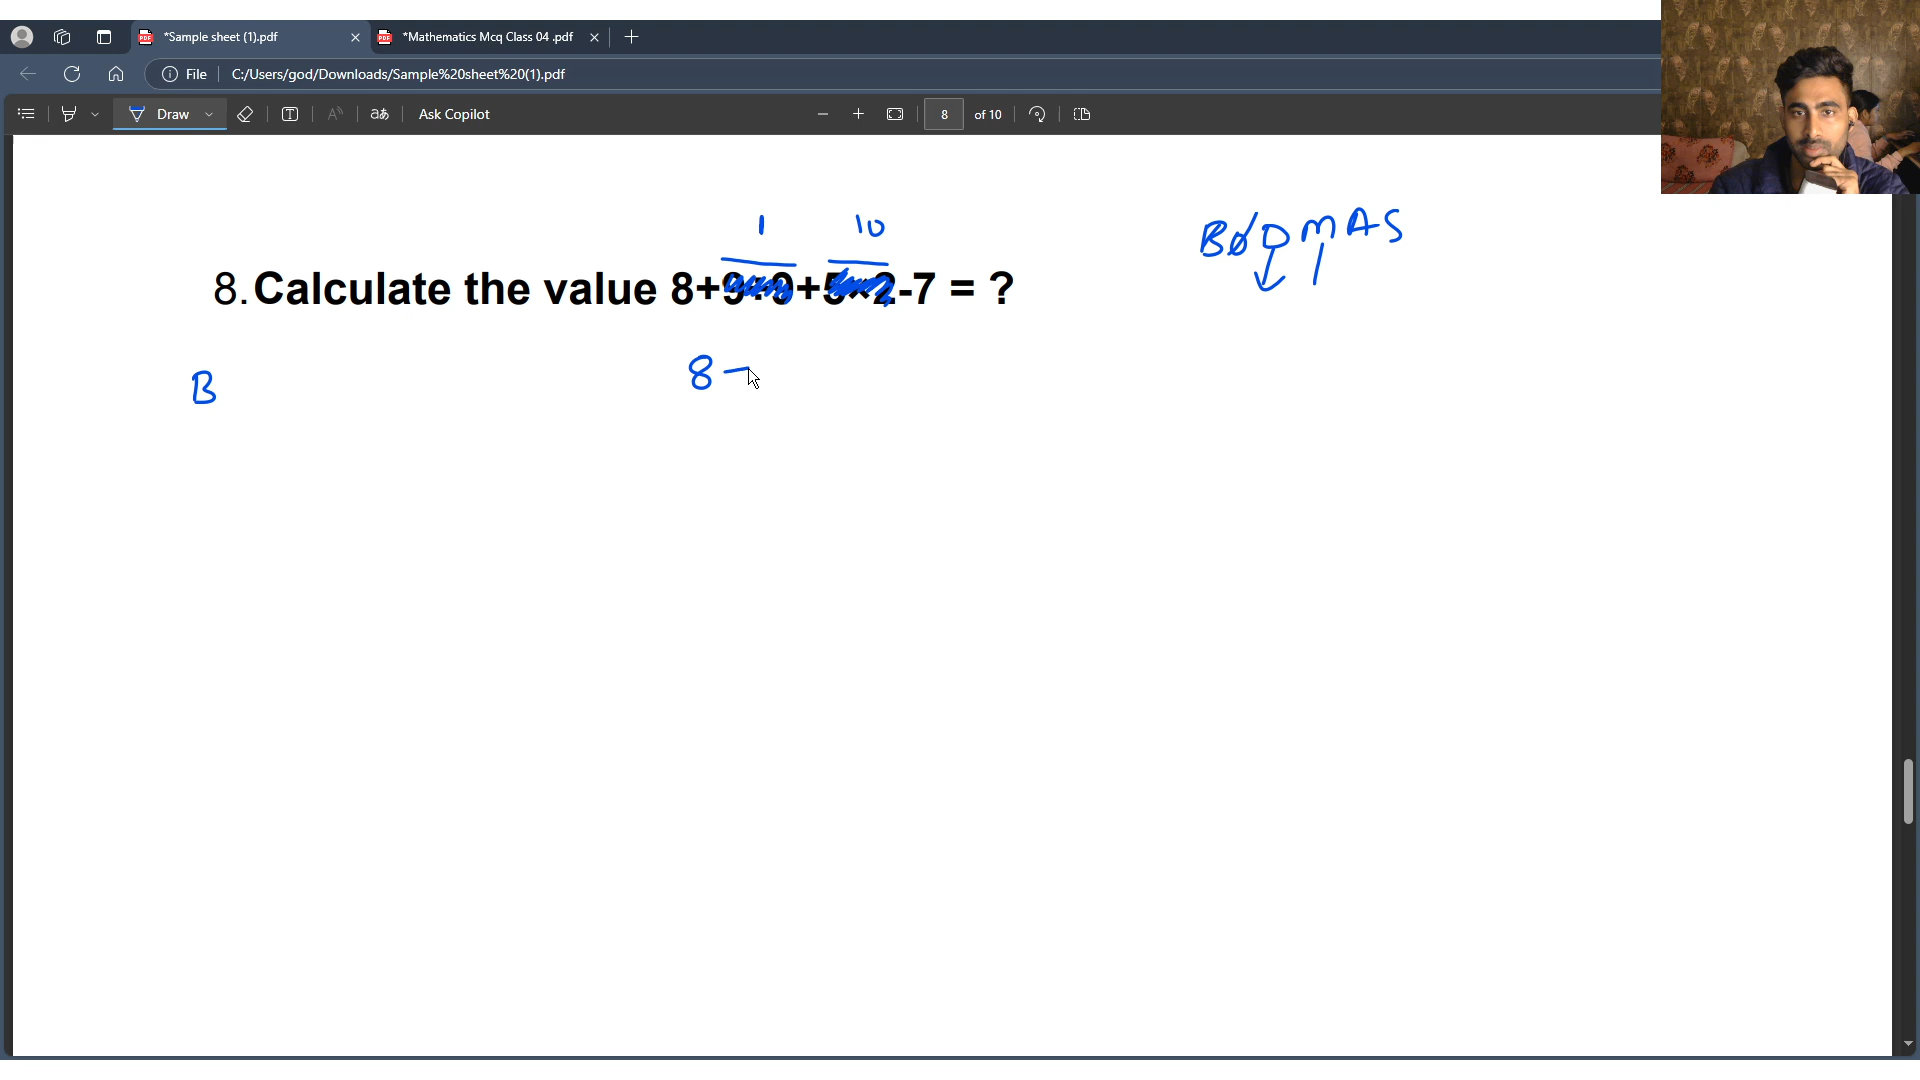 *Sample sheet (1).pdf
*Mathematics Mcq Class 04 .pdf
File
C:/Users/god/Downloads/Sample%20sheet%20(1).pdf
Draw
aあ
Ask Copilot
8
of 10
1 10
BODMAS
8. Calculate the value 8+9÷9+5×2-7 = ?
B
8 -